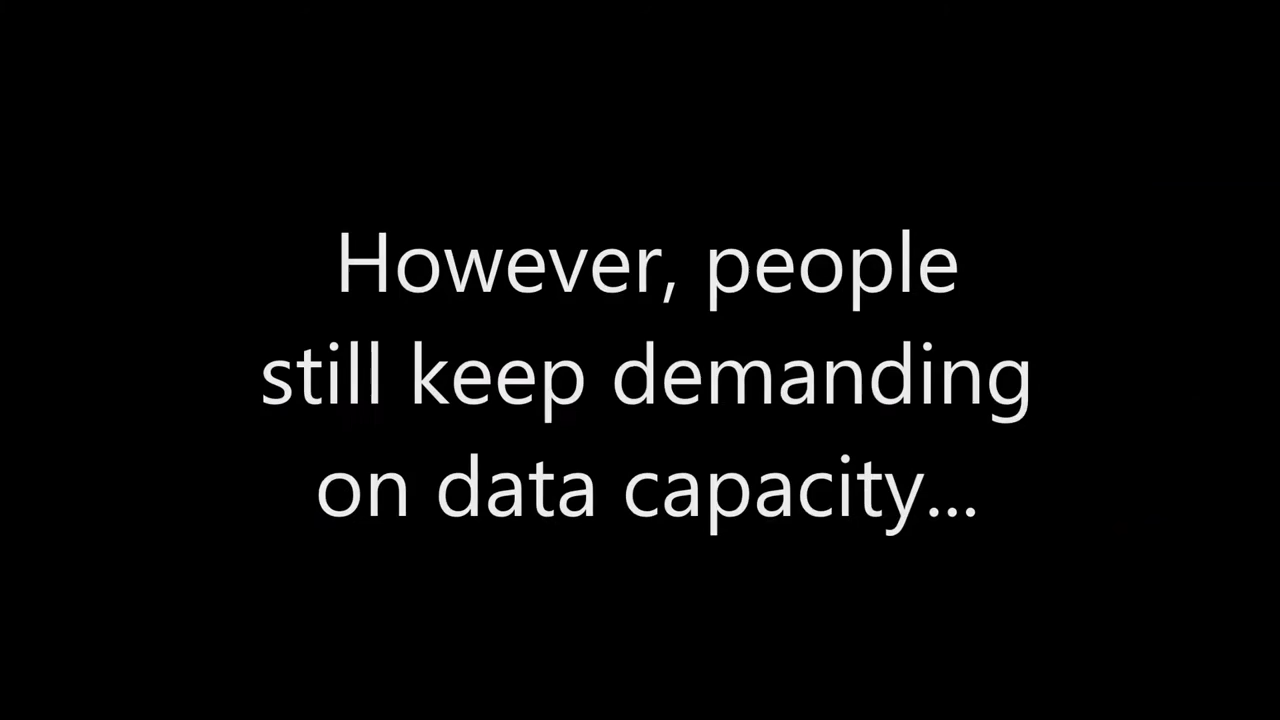 However, people
still keep demanding
on data capacity...